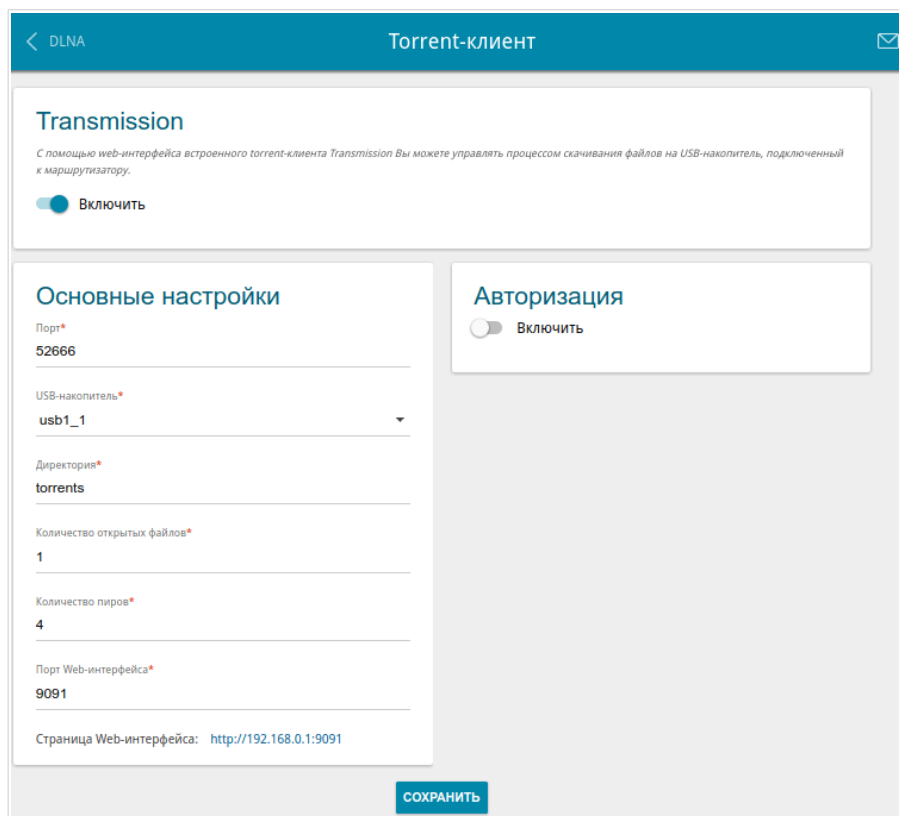 DLNA
Torrent-клиент
Transmission
С помощью web-интерфейса встроенного torrent-клиента Transmission Вы можете управлять процессом скачивания файлов на USB-накопитель, подключенный
к маршрутизатору.
Включить
Основные настройки
Порт*
52666
USB-накопитель*
usb1_1
Директория*
torrents
Количество открытых файлов*
1
Количество пиров*
4
Порт Web-интерфейса*
9091
Страница Web-интерфейса: http://192.168.0.1:9091
Авторизация
Включить
СОХРАНИТЬ